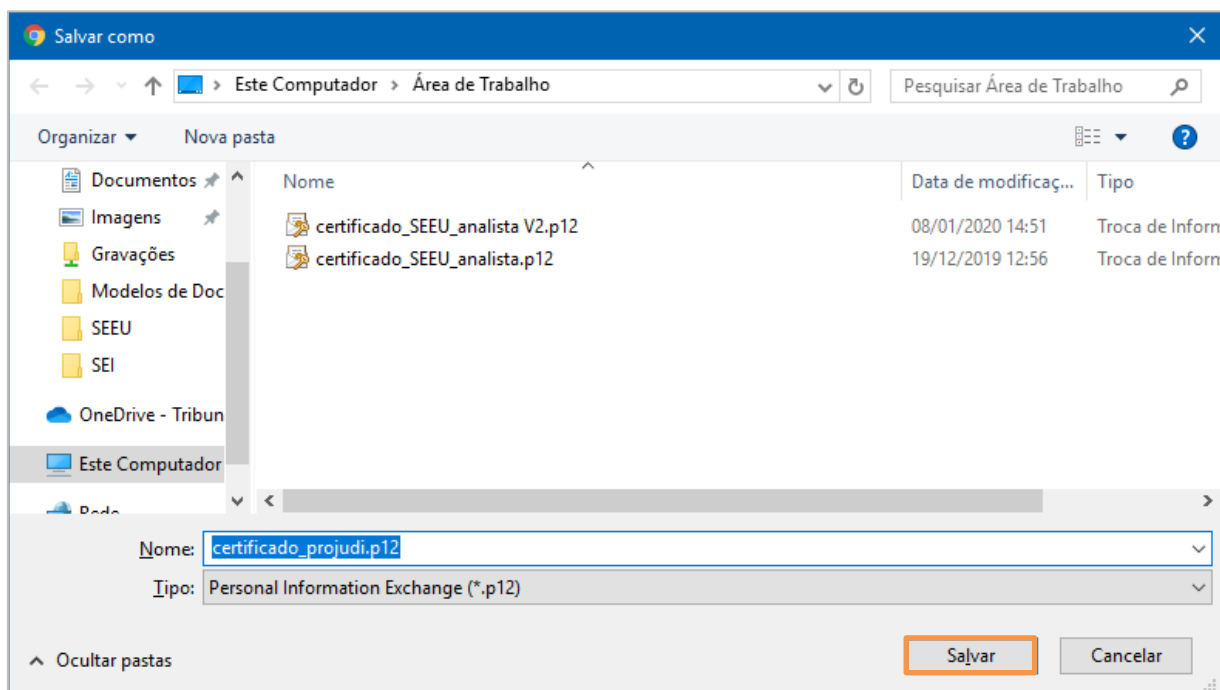 Salvar como
Este Computador > Área de Trabalho
Pesquisar Área de Trabalho
Organizar
Nova pasta
Documentos
Imagens
Gravações
Modelos de Doc
SEEU
SEI
OneDrive - Tribun
Este Computador
Rede
Nome Data de modificaç... Tipo
certificado_SEEU_analista V2.p12 08/01/2020 14:51 Troca de Inform
certificado_SEEU_analista.p12 19/12/2019 12:56 Troca de Inform
Nome: certificado_projudi.p12
Tipo: Personal Information Exchange (*.p12)
Ocultar pastas
Salvar
Cancelar